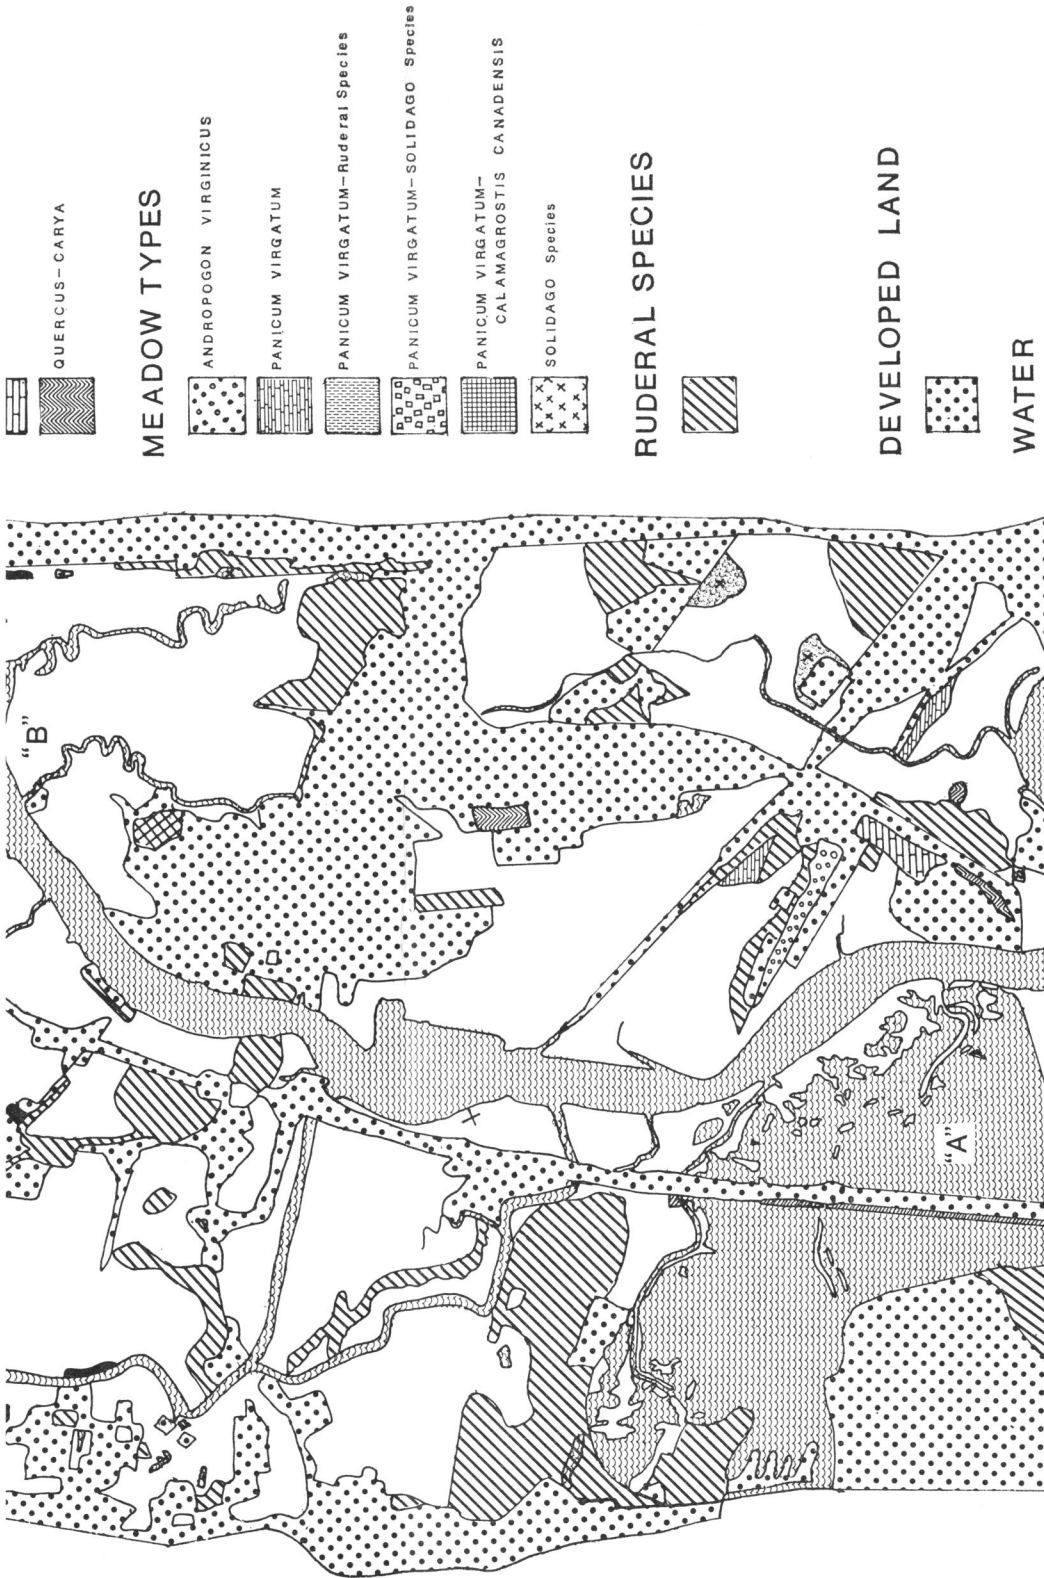 QUERCUS-CARYA
MEADOW TYPES
ANDROPOGON VIRGINICUS
PANICUM VIRGATUM
PANICUM VIRGATUM-Ruderal Species
PANICUM VIRGATUM-SOLIDAGO Species
PANICUM VIRGATUM-
CALAMAGROSTIS CANADENSIS
SOLIDAGO Species
RUDERAL SPECIES
DEVELOPED LAND
WATER
"B"
"A"